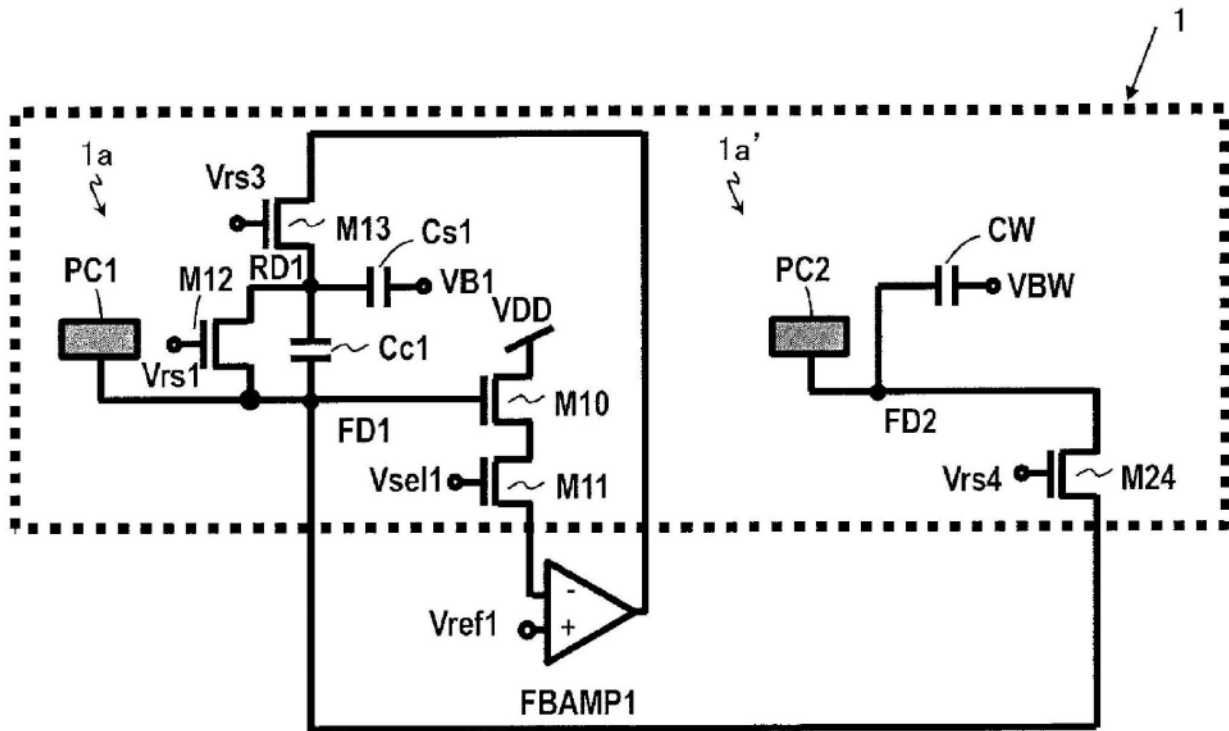 1
1a
1a'
Vrs3
M13
Cs1
CW
PC1
M12
RD1
VB1
PC2
VBW
VDD
Vrs1
Cc1
M10
FD1
FD2
Vsel1
M11
Vrs4
M24
-
Vref1
+
FBAMP1